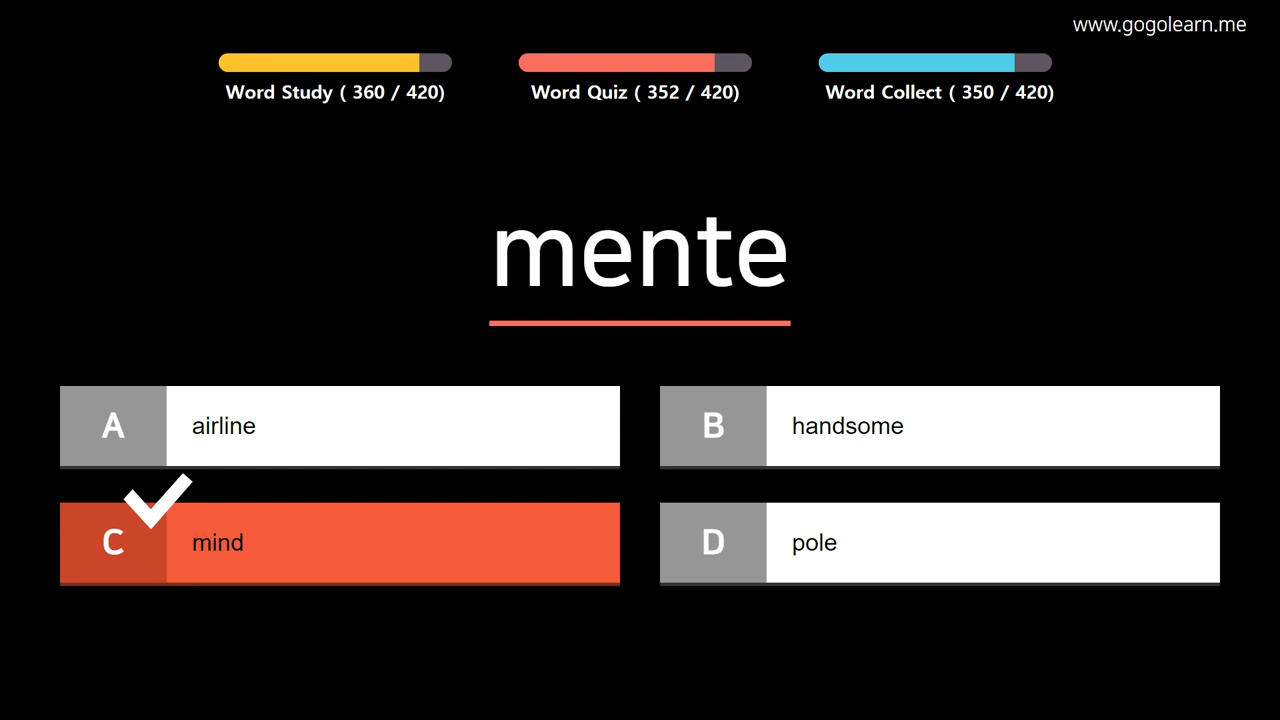 www.gogolearn.me
Word Study ( 360 / 420)
Word Quiz ( 352 / 420)
Word Collect ( 350 / 420)
mente
A airline
B handsome
C mind
D pole